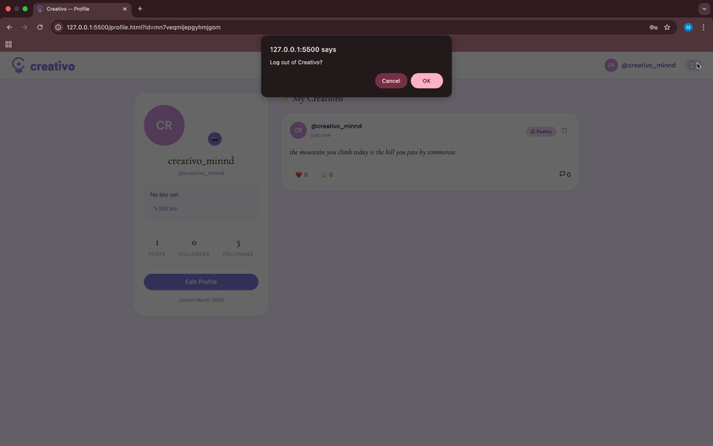 Creativo — Profile
127.0.0.1:5500/profile.html?id=mn7veqmljepgyhmjgom
127.0.0.1:5500 says
Log out of Creativo?
Cancel
OK
creativo
CR
@creativo_minnd
CR
creativo_minnd
@creativo_minnd
No bio yet.
Edit bio
1
POSTS
0
FOLLOWERS
3
FOLLOWING
Edit Profile
Joined March 2026
My Creations
CR
@creativo_minnd
Just now
Poetry
the mountain you climb today is the hill you pass by tommorow
0
0
0